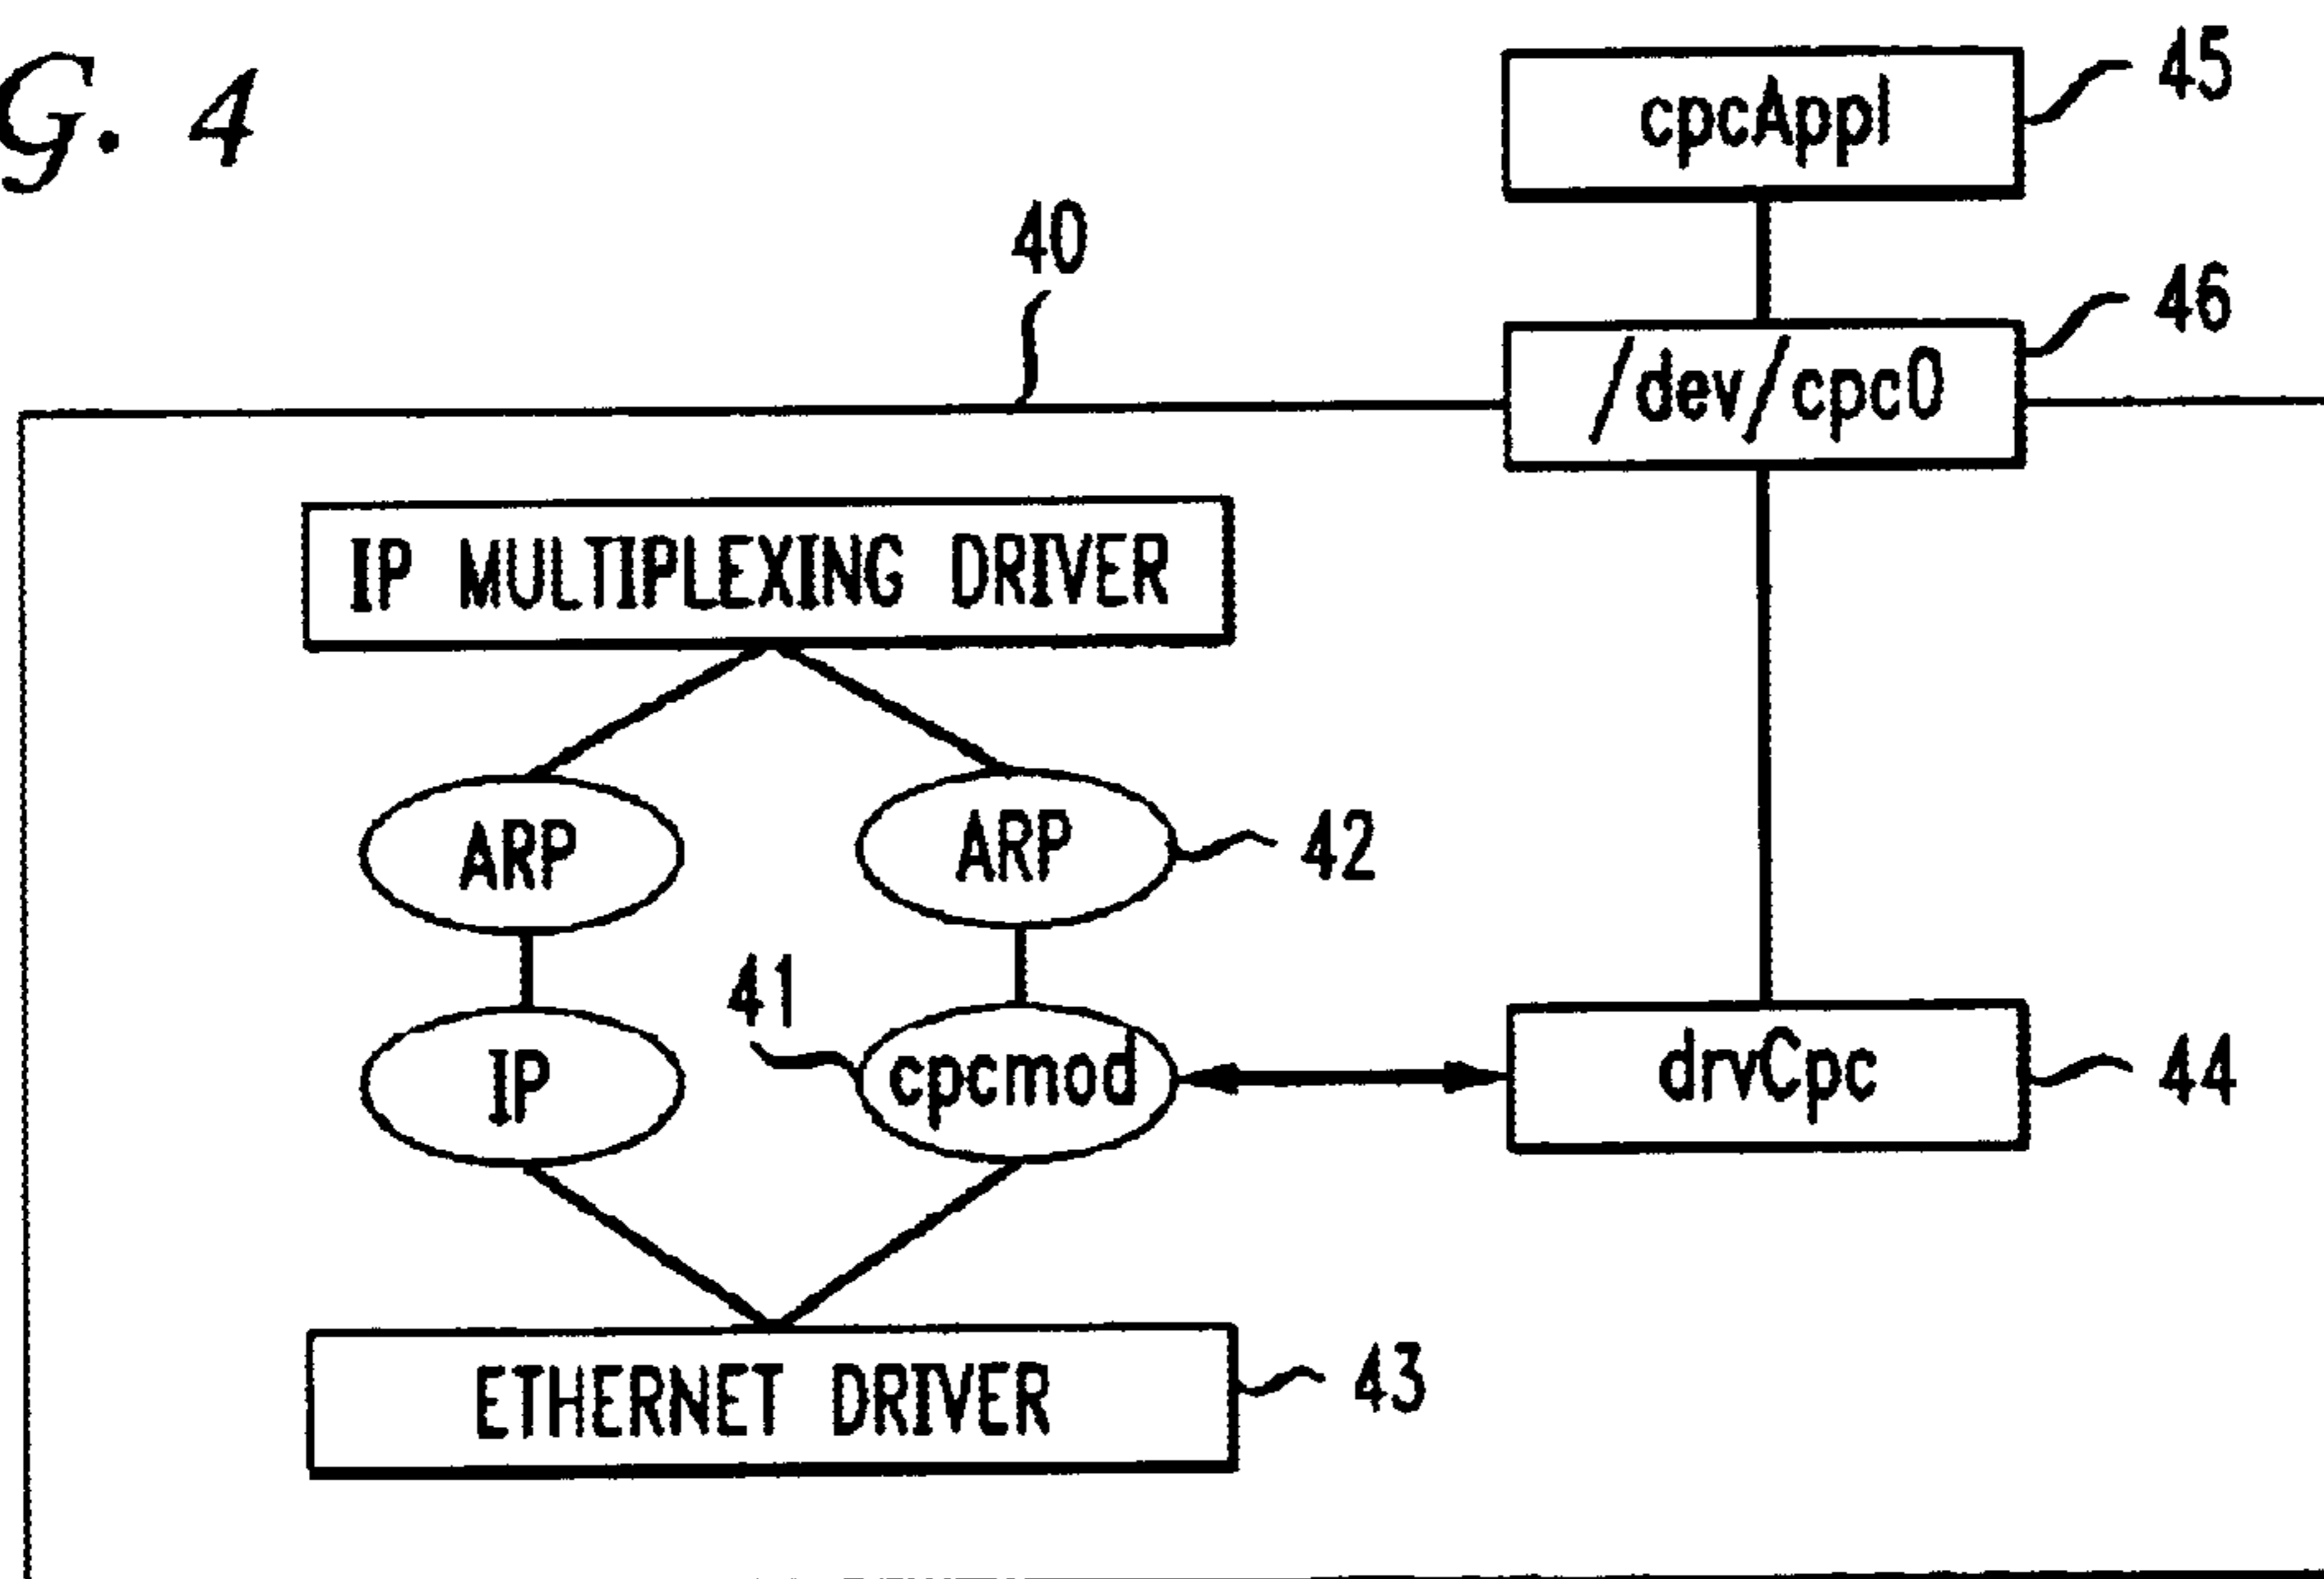 G. 4
45
cpcAppl
40
46
/dev/cpc0
IP MULTIPLEXING DRIVER
ARP
ARP
42
41
IP
cpcmod
drvCpc
44
ETHERNET DRIVER
43